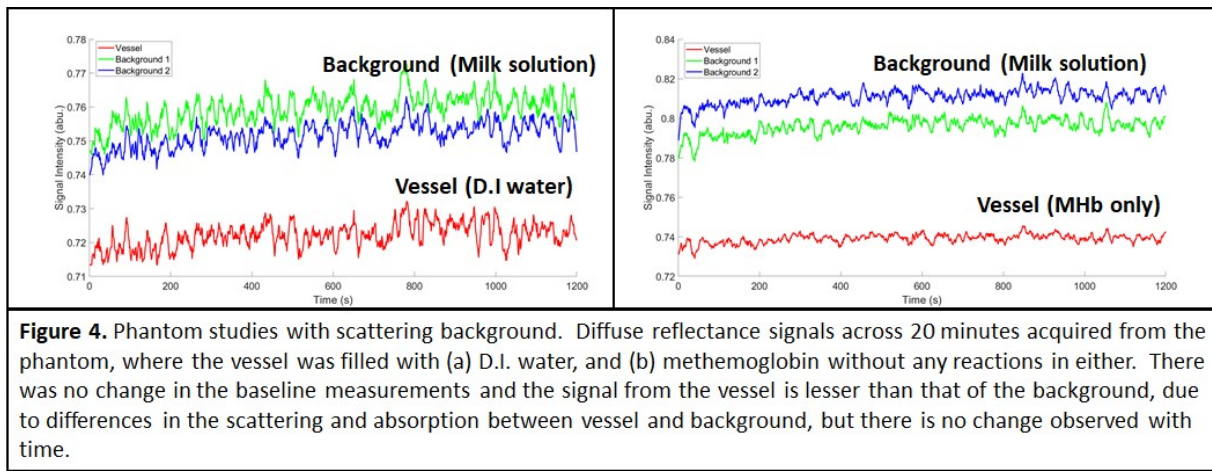 0.78
0.77
0.76
0.75
0.74
0.73
0.72
0.71
Signal Intensity (abu.)
Vessel
Background 1
Background 2
Background (Milk solution)
Vessel (D.I water)
0 200 400 600 800 1000 1200
Time (s)
0.84
0.82
0.8
0.78
0.76
0.74
0.72
Signal Intensity (abu.)
Vessel
Background 1
Background 2
Background (Milk solution)
Vessel (MHb only)
0 200 400 600 800 1000 1200
Time (s)
Figure 4. Phantom studies with scattering background. Diffuse reflectance signals across 20 minutes acquired from the
phantom, where the vessel was filled with (a) D.I. water, and (b) methemoglobin without any reactions in either. There
was no change in the baseline measurements and the signal from the vessel is lesser than that of the background, due
to differences in the scattering and absorption between vessel and background, but there is no change observed with
time.